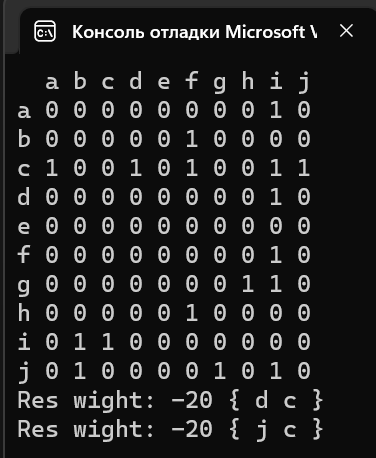 Консоль отладки Microsoft V
a b c d e f g h i j
a 0 0 0 0 0 0 0 0 1 0
b 0 0 0 0 0 1 0 0 0 0
c 1 0 0 1 0 1 0 0 1 1
d 0 0 0 0 0 0 0 0 1 0
e 0 0 0 0 0 0 0 0 0 0
f 0 0 0 0 0 0 0 0 1 0
g 0 0 0 0 0 0 0 1 1 0
h 0 0 0 0 0 1 0 0 0 0
i 0 1 1 0 0 0 0 0 0 0
j 0 1 0 0 0 0 1 0 1 0
Res wight: -20 { d c }
Res wight: -20 { j c }